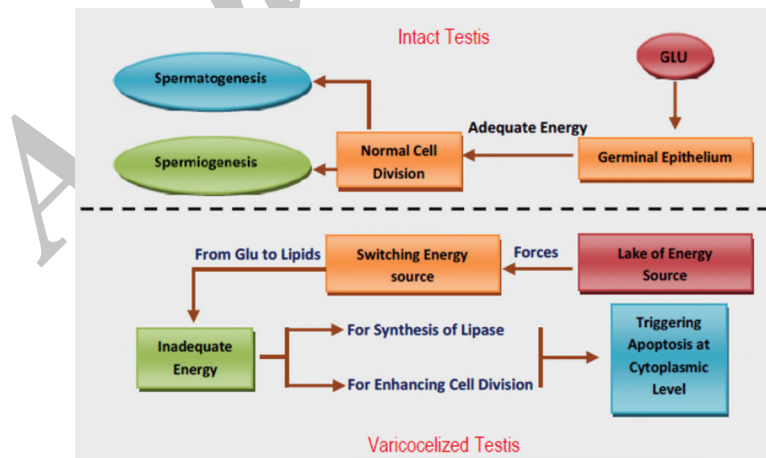 Intact Testis
GLU
Spermatogenesis
Adequate Energy
Normal Cell
Division
Germinal Epithelium
Spermiogenesis
From Glu to Lipids
Switching Energy
source
Forces
Lake of Energy
Source
Inadequate
Energy
For Synthesis of Lipase
For Enhancing Cell Division
Triggering
Apoptosis at
Cytoplasmic
Level
Varicocelized Testis